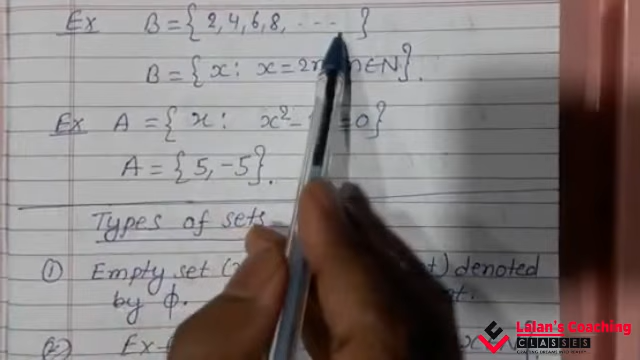 Ex B = { 2, 4, 6, 8, ..... }
B = { x : x = 2n, n ∈ N }.
Ex A = { x : x² - = 0 }
A = { 5, -5 }.
Types of sets
① Empty set ( denoted
by ϕ.
② Ex
Lalan's Coaching
CLASSES